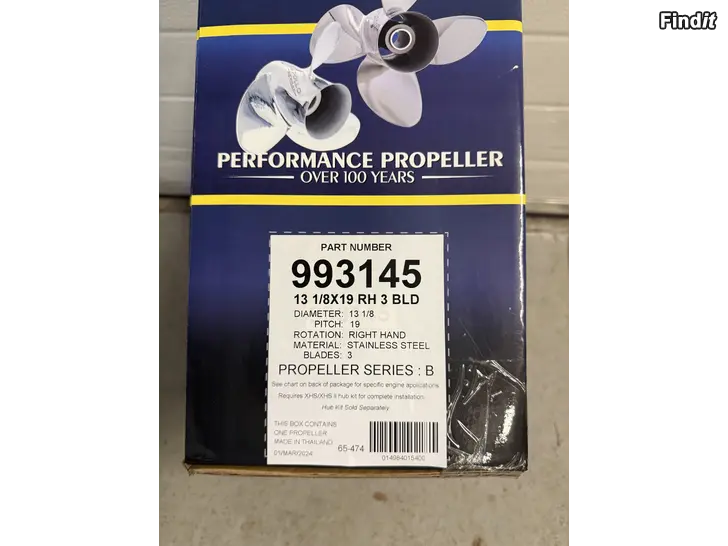 Findit
PERFORMANCE PROPELLER
OVER 100 YEARS
PART NUMBER
993145
13 1/8X19 RH 3 BLD
DIAMETER: 13 1/8
PITCH: 19
ROTATION: RIGHT HAND
MATERIAL: STAINLESS STEEL
BLADES: 3
PROPELLER SERIES : B
See chart on back of package for specific engine applications
Requires XHS/XHS II hub kit for complete installation.
Hub Kit Sold Separately
THIS BOX CONTAINS
ONE PROPELLER
MADE IN THAILAND
01/MAR/2024
65-474
014984015400